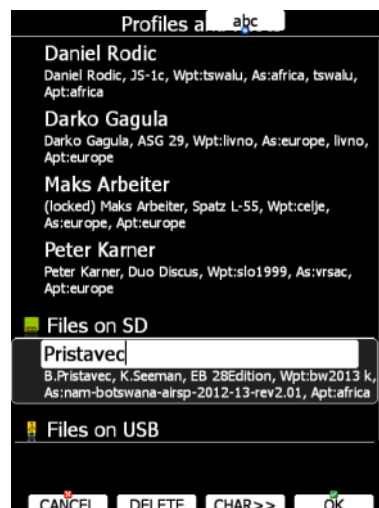 Profiles a
abc
Daniel Rodic
Daniel Rodic, JS-1c, Wpt:tswalu, As:africa, tswalu,
Apt:africa
Darko Gagula
Darko Gagula, ASG 29, Wpt:livno, As:europe, livno,
Apt:europe
Maks Arbeiter
(locked) Maks Arbeiter, Spatz L-55, Wpt:celje,
As:europe, Apt:europe
Peter Karner
Peter Karner, Duo Discus, Wpt:slo1999, As:vrsac,
Apt:europe
Files on SD
Pristavec
B.Pristavec, K.Seeman, EB 28Edition, Wpt:bw2013 k,
As:nam-botswana-airsp-2012-13-rev2.01, Apt:africa
Files on USB
CANCEL DELETE CHAR>> OK